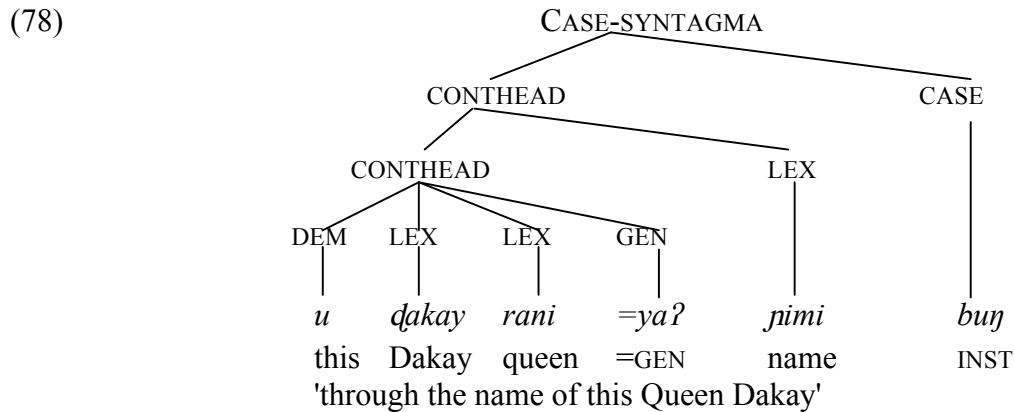 (78) CASE-SYNTAGMA
CONTHEAD CASE
CONTHEAD LEX
DEM LEX LEX GEN
u ɖakay rani =yaʔ ɲimi buŋ
this Dakay queen =GEN name INST
'through the name of this Queen Dakay'